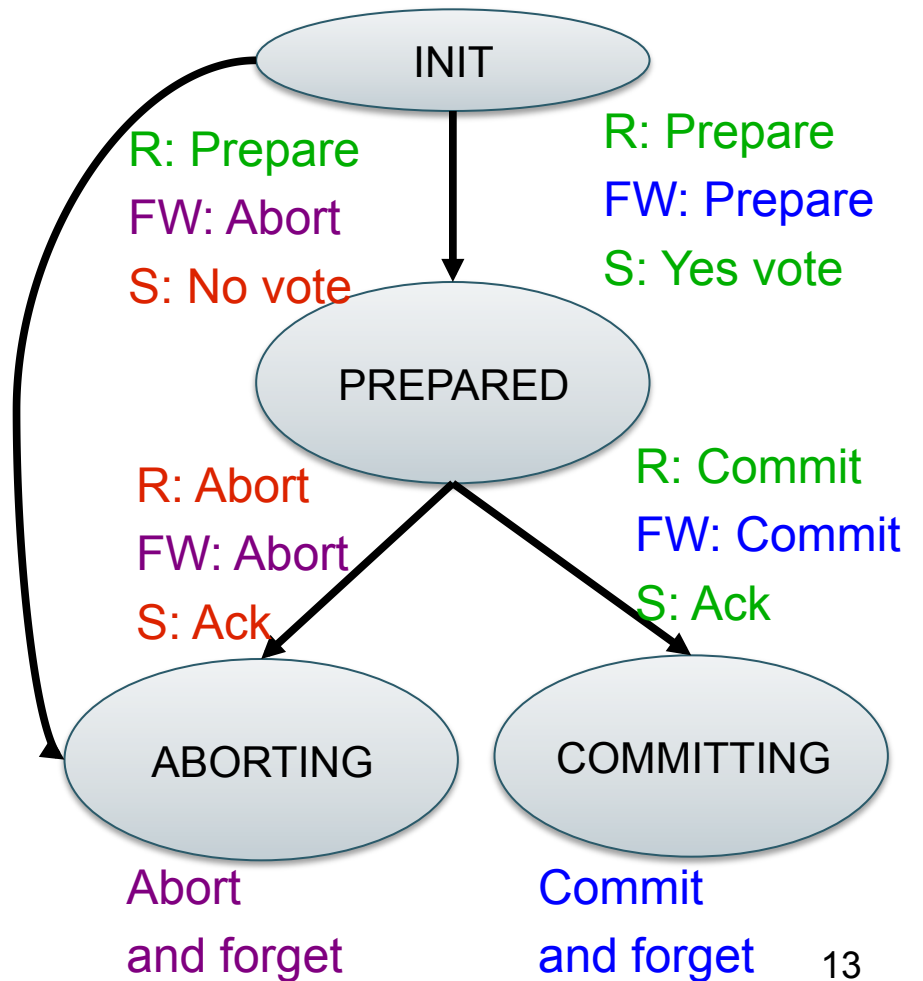 INIT
R: Prepare
FW: Abort
S: No vote
R: Prepare
FW: Prepare
S: Yes vote
PREPARED
R: Abort
FW: Abort
S: Ack
R: Commit
FW: Commit
S: Ack
ABORTING
COMMITTING
Abort
and forget
Commit
and forget
13